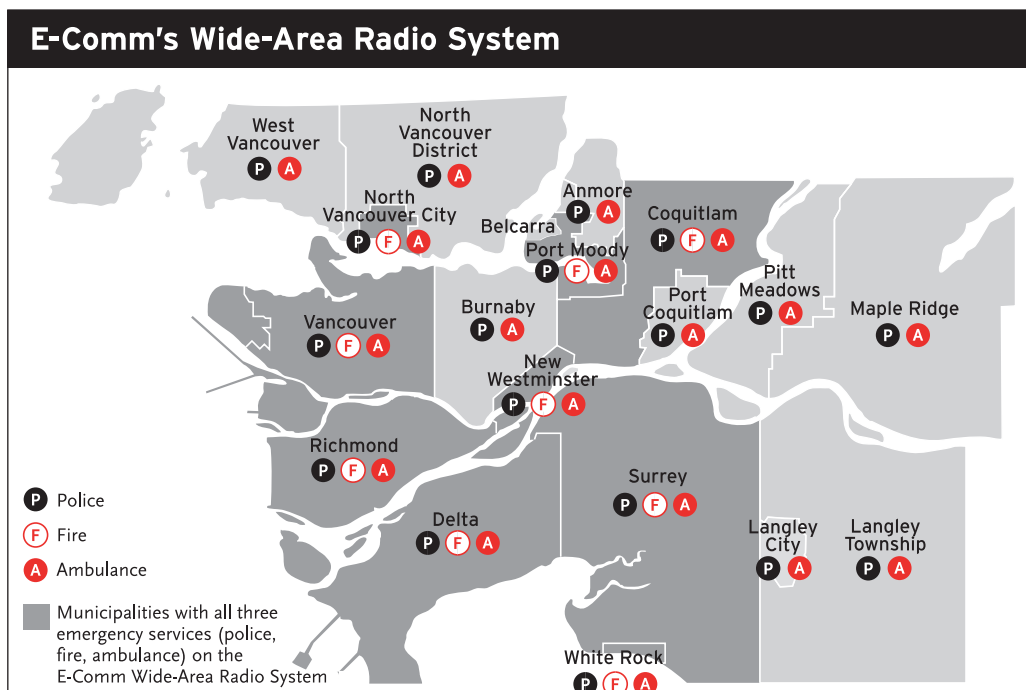 E-Comm's Wide-Area Radio System
West
Vancouver
P A
North
Vancouver
District
P A
North
Vancouver City
P F A
Belcarra
Anmore
P A
Port Moody
P F A
Coquitlam
P F A
Pitt
Meadows
P A
Port
Coquitlam
P A
Maple Ridge
P A
Vancouver
P F A
Burnaby
P A
New
Westminster
P F A
Richmond
P F A
Delta
P F A
Surrey
P F A
Langley
City
P A
Langley
Township
P A
White Rock
P F A
P Police
F Fire
A Ambulance
Municipalities with all three
emergency services (police,
fire, ambulance) on the
E-Comm Wide-Area Radio System